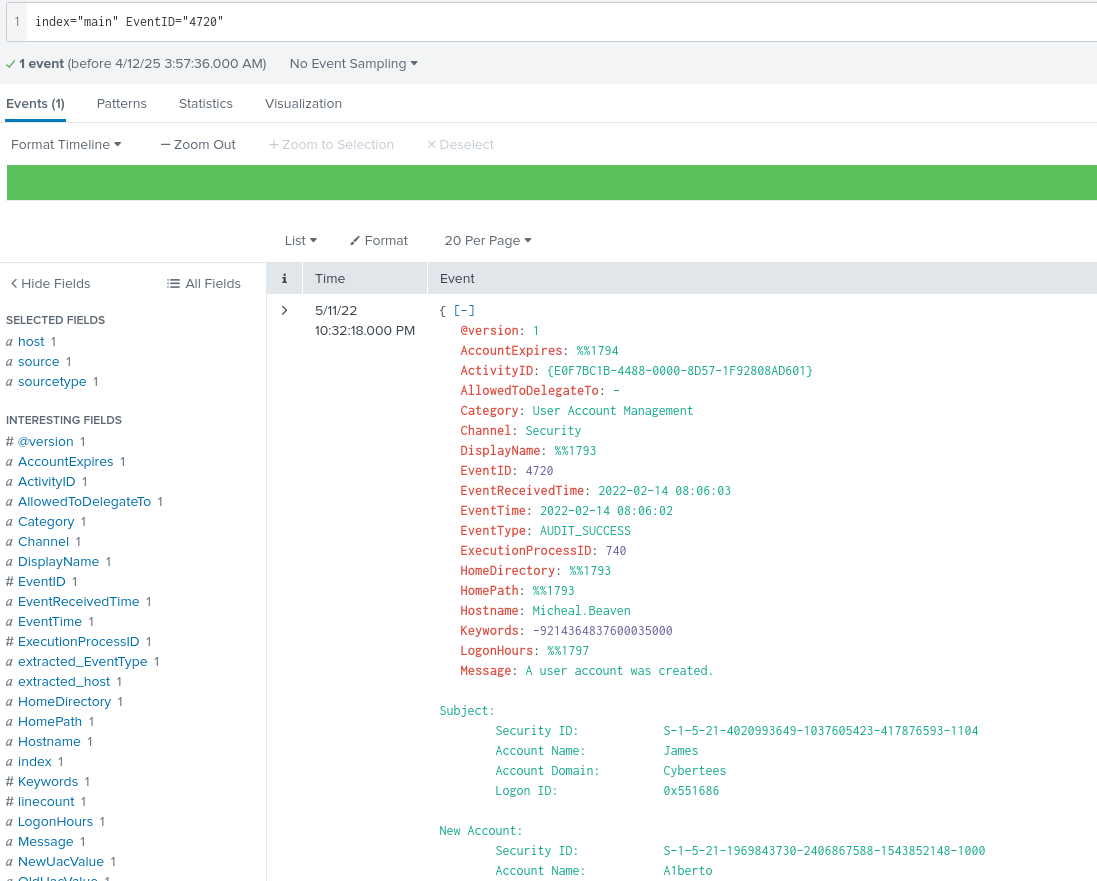 1 index="main" EventID="4720"
1 event (before 4/12/25 3:57:36.000 AM) No Event Sampling
Events (1) Patterns Statistics Visualization
Format Timeline — Zoom Out + Zoom to Selection × Deselect
List Format 20 Per Page
< Hide Fields All Fields
i Time Event
SELECTED FIELDS
a host 1
a source 1
a sourcetype 1
INTERESTING FIELDS
# @version 1
a AccountExpires 1
a ActivityID 1
a AllowedToDelegateTo 1
a Category 1
a Channel 1
a DisplayName 1
# EventID 1
a EventReceivedTime 1
a EventTime 1
# ExecutionProcessID 1
a extracted_EventType 1
a extracted_host 1
a HomeDirectory 1
a HomePath 1
a Hostname 1
a index 1
# Keywords 1
# linecount 1
a LogonHours 1
a Message 1
a NewUacValue 1
a OldUacValue 1
> 5/11/22
10:32:18.000 PM
{ [-]
@version: 1
AccountExpires: %%1794
ActivityID: {E0F7BC1B-4488-0000-8D57-1F92808AD601}
AllowedToDelegateTo: -
Category: User Account Management
Channel: Security
DisplayName: %%1793
EventID: 4720
EventReceivedTime: 2022-02-14 08:06:03
EventTime: 2022-02-14 08:06:02
EventType: AUDIT_SUCCESS
ExecutionProcessID: 740
HomeDirectory: %%1793
HomePath: %%1793
Hostname: Micheal.Beaven
Keywords: -9214364837600035000
LogonHours: %%1797
Message: A user account was created.
Subject:
Security ID: S-1-5-21-4020993649-1037605423-417876593-1104
Account Name: James
Account Domain: Cybertees
Logon ID: 0x551686
New Account:
Security ID: S-1-5-21-1969843730-2406867588-1543852148-1000
Account Name: A1berto